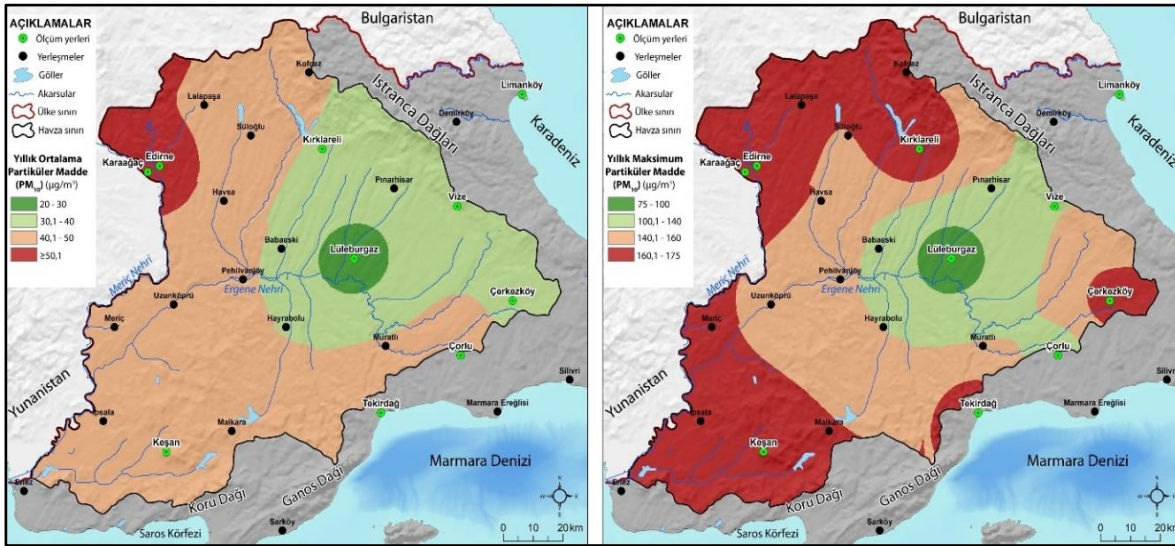 AÇIKLAMALAR
Ölçüm yerleri
Yerleşmeler
Göller
Akarsular
Ülke sınırı
Havza sınırı
Yıllık Ortalama
Partiküler Madde
(PM₁₀) (µg/m³)
20 - 30
30,1 - 40
40,1 - 50
≥50,1
Bulgaristan
Kofçaz
Istranca Dağları
Limanköy
Demirköy
Karadeniz
Lalapaşa
Süloğlu
Kırklareli
Edirne
Karaağaç
Havsa
Pınarhisar
Vize
Babaeski
Lüleburgaz
Pehlivanköy
Meriç Nehri
Ergene Nehri
Uzunköprü
Çerkezköy
Meriç
Hayrabolu
Muratlı
Çorlu
Yunanistan
Silivri
İpsala
Tekirdağ
Marmara Ereğlisi
Malkara
Keşan
Marmara Denizi
Enez
Koru Dağı
Ganos Dağı
Şarköy
Saros Körfezi
0 10 20 km
AÇIKLAMALAR
Ölçüm yerleri
Yerleşmeler
Göller
Akarsular
Ülke sınırı
Havza sınırı
Yıllık Maksimum
Partiküler Madde
(PM₁₀) (µg/m³)
75 - 100
100,1 - 140
140,1 - 160
160,1 - 175
Bulgaristan
Kofçaz
Istranca Dağları
Limanköy
Demirköy
Karadeniz
Lalapaşa
Süloğlu
Kırklareli
Edirne
Karaağaç
Havsa
Pınarhisar
Vize
Babaeski
Lüleburgaz
Pehlivanköy
Meriç Nehri
Ergene Nehri
Uzunköprü
Çerkezköy
Meriç
Hayrabolu
Muratlı
Çorlu
Yunanistan
Silivri
İpsala
Tekirdağ
Marmara Ereğlisi
Malkara
Keşan
Marmara Denizi
Enez
Koru Dağı
Ganos Dağı
Şarköy
Saros Körfezi
0 10 20 km